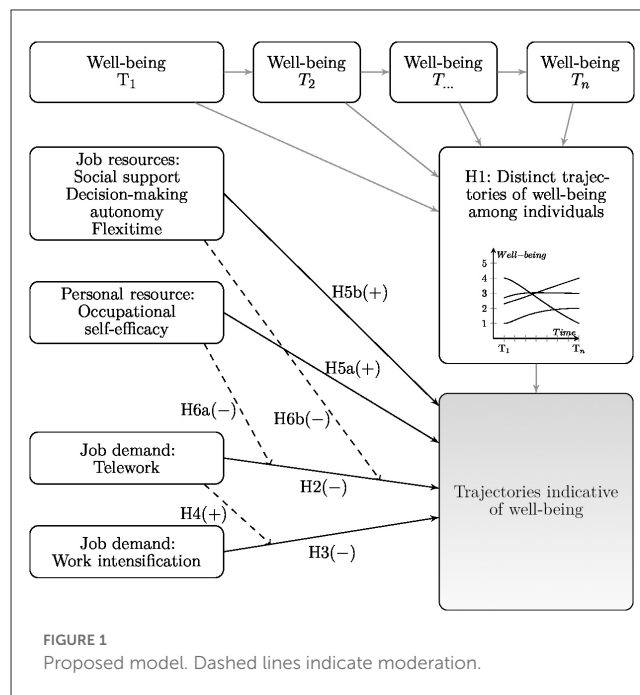 Well-being
T1
Well-being
T2
Well-being
T...
Well-being
Tn
Job resources:
Social support
Decision-making
autonomy
Flexitime
H1: Distinct trajec-
tories of well-being
among individuals
Well-being
5
4
3
2
1
Time
T1
Tn
Personal resource:
Occupational
self-efficacy
H5b(+)
H5a(+)
H6a(−)
H6b(−)
Job demand:
Telework
H2(−)
H4(+)
Job demand:
Work intensification
H3(−)
Trajectories indicative
of well-being
FIGURE 1
Proposed model. Dashed lines indicate moderation.